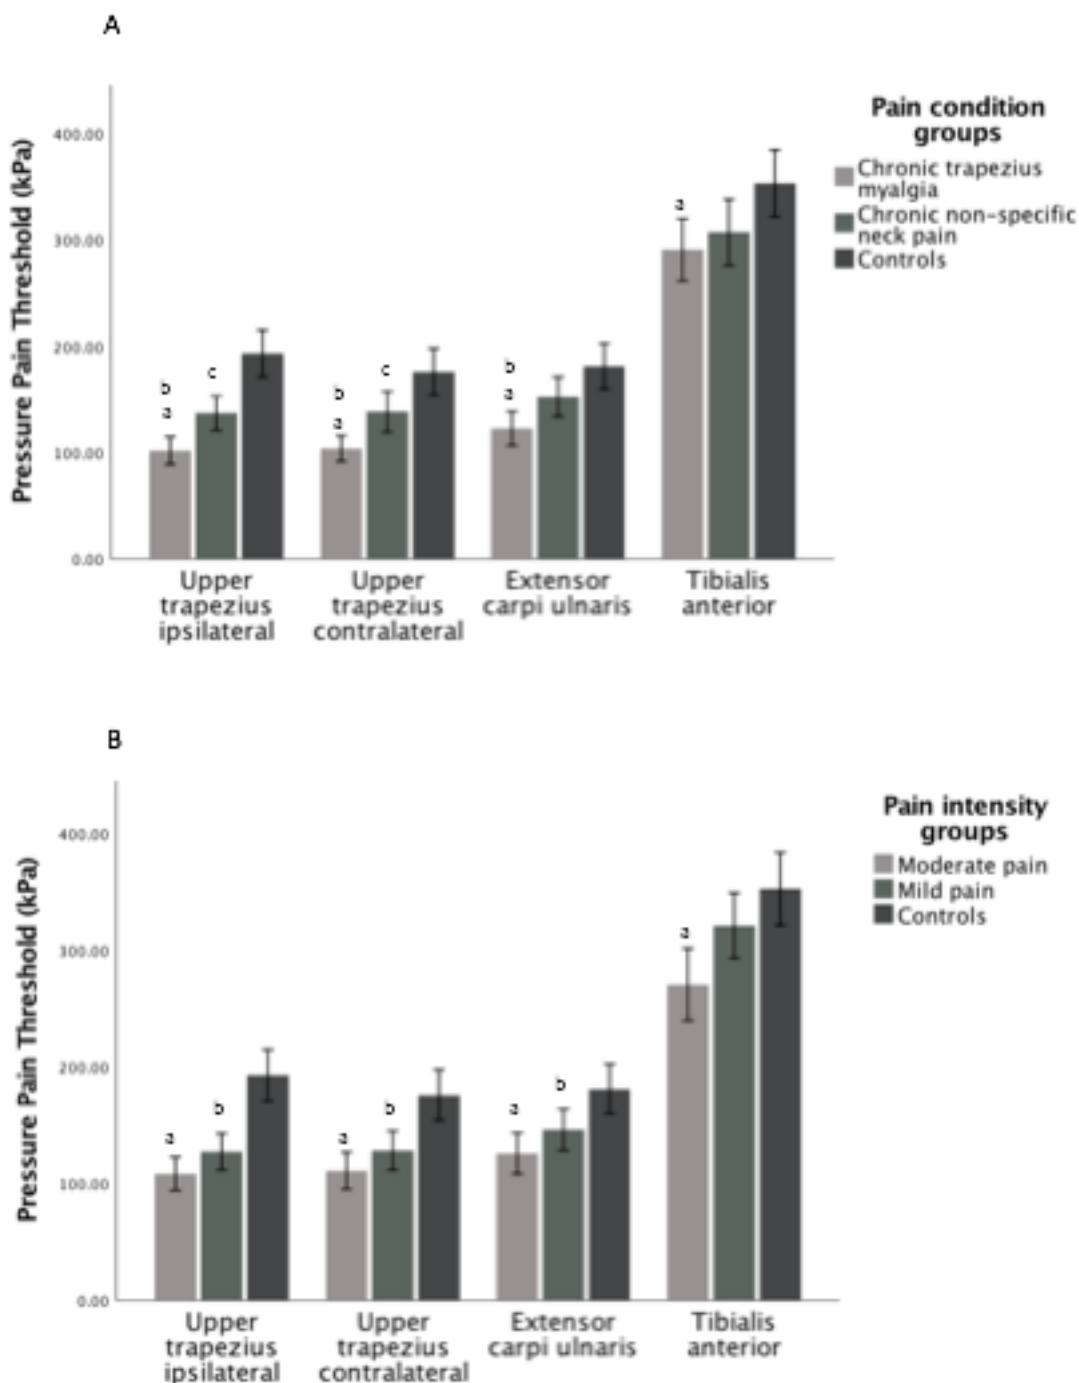 A
Pressure Pain Threshold (kPa)
400.00
300.00
200.00
100.00
0.00
b
a
c
b
a
c
b
a
a
Upper
trapezius
ipsilateral
Upper
trapezius
contralateral
Extensor
carpi ulnaris
Tibialis
anterior
Pain condition
groups
Chronic trapezius
myalgia
Chronic non-specific
neck pain
Controls
B
Pressure Pain Threshold (kPa)
400.00
300.00
200.00
100.00
0.00
a
b
a
b
a
b
a
Upper
trapezius
ipsilateral
Upper
trapezius
contralateral
Extensor
carpi ulnaris
Tibialis
anterior
Pain intensity
groups
Moderate pain
Mild pain
Controls